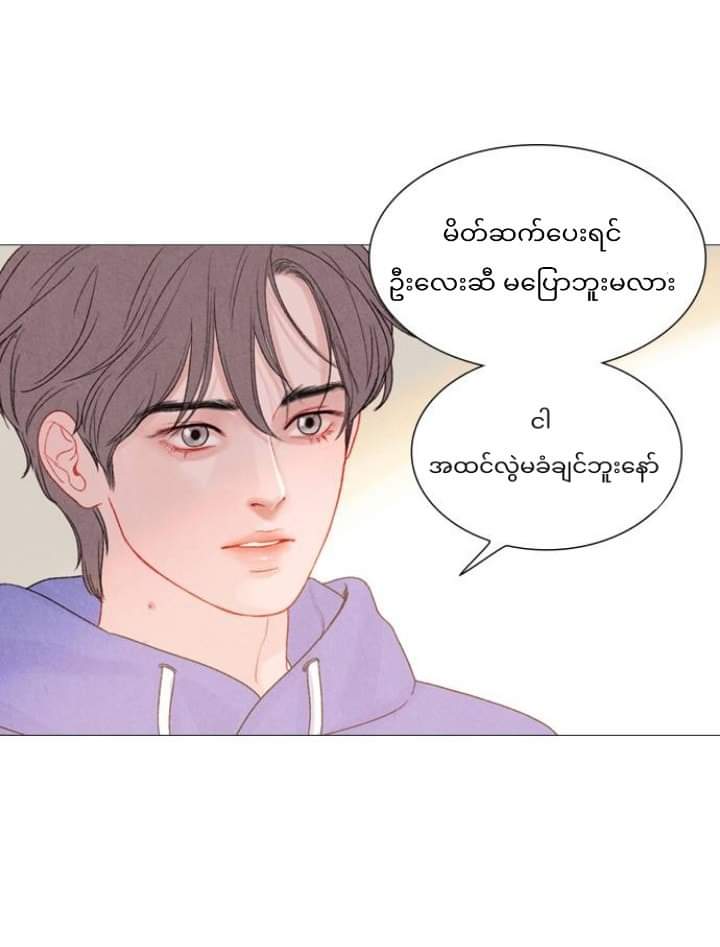 မိတ်ဆက်ပေးရင်
ဦးလေးဆီ မပြောဘူးမလား
ငါ
အထင်လွဲမခံချင်ဘူးနော်